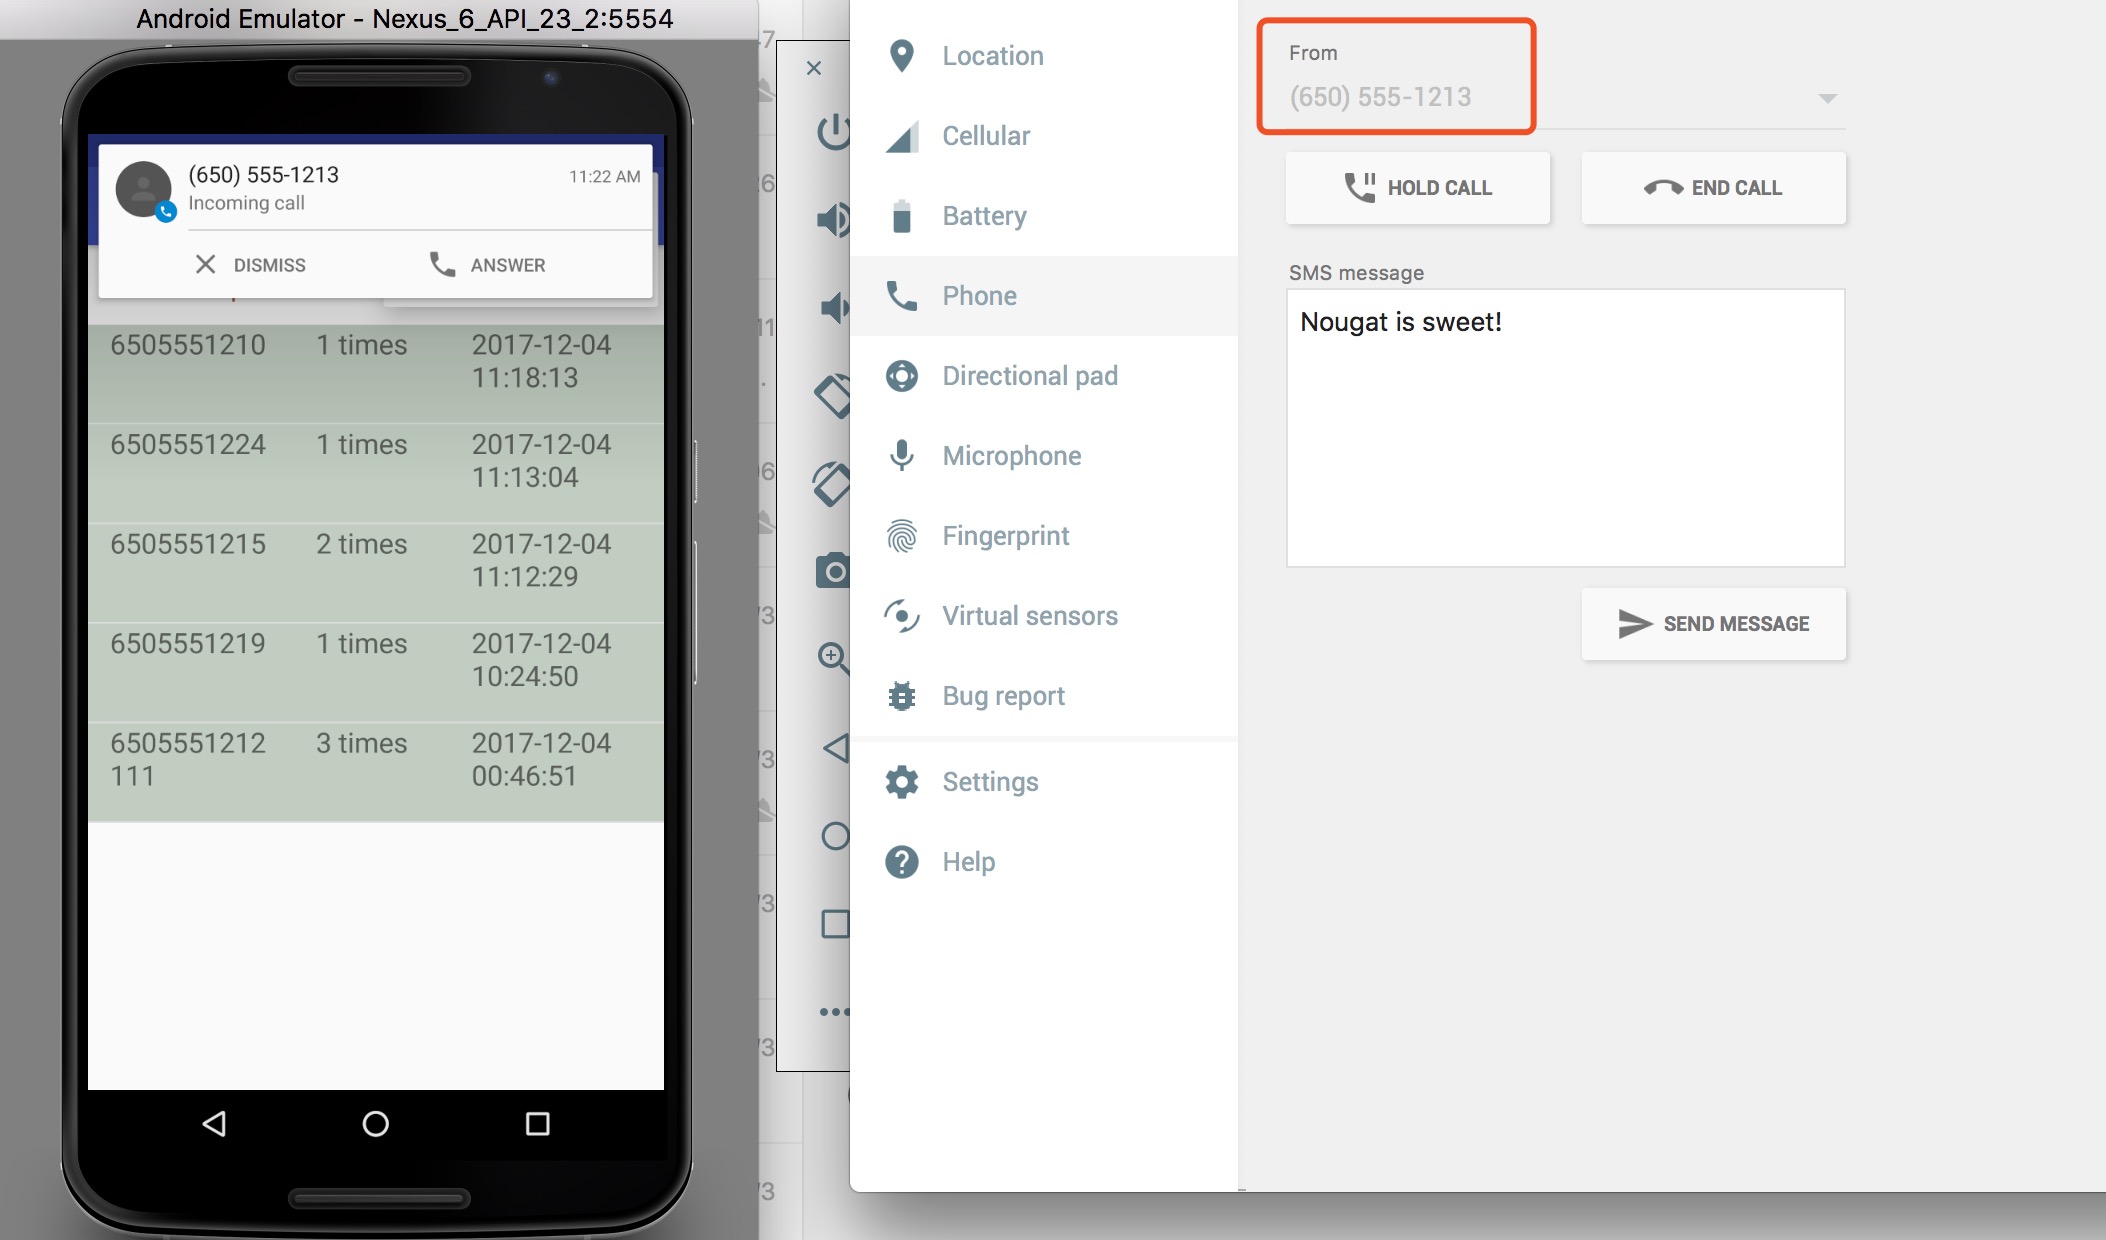 Android Emulator - Nexus_6_API_23_2:5554
(650) 555-1213
11:22 AM
Incoming call
DISMISS
ANSWER
6505551210 1 times 2017-12-04
11:18:13
6505551224 1 times 2017-12-04
11:13:04
6505551215 2 times 2017-12-04
11:12:29
6505551219 1 times 2017-12-04
10:24:50
6505551212 3 times 2017-12-04
111 00:46:51
Location
Cellular
Battery
Phone
Directional pad
Microphone
Fingerprint
Virtual sensors
Bug report
Settings
Help
From
(650) 555-1213
HOLD CALL
END CALL
SMS message
Nougat is sweet!
SEND MESSAGE